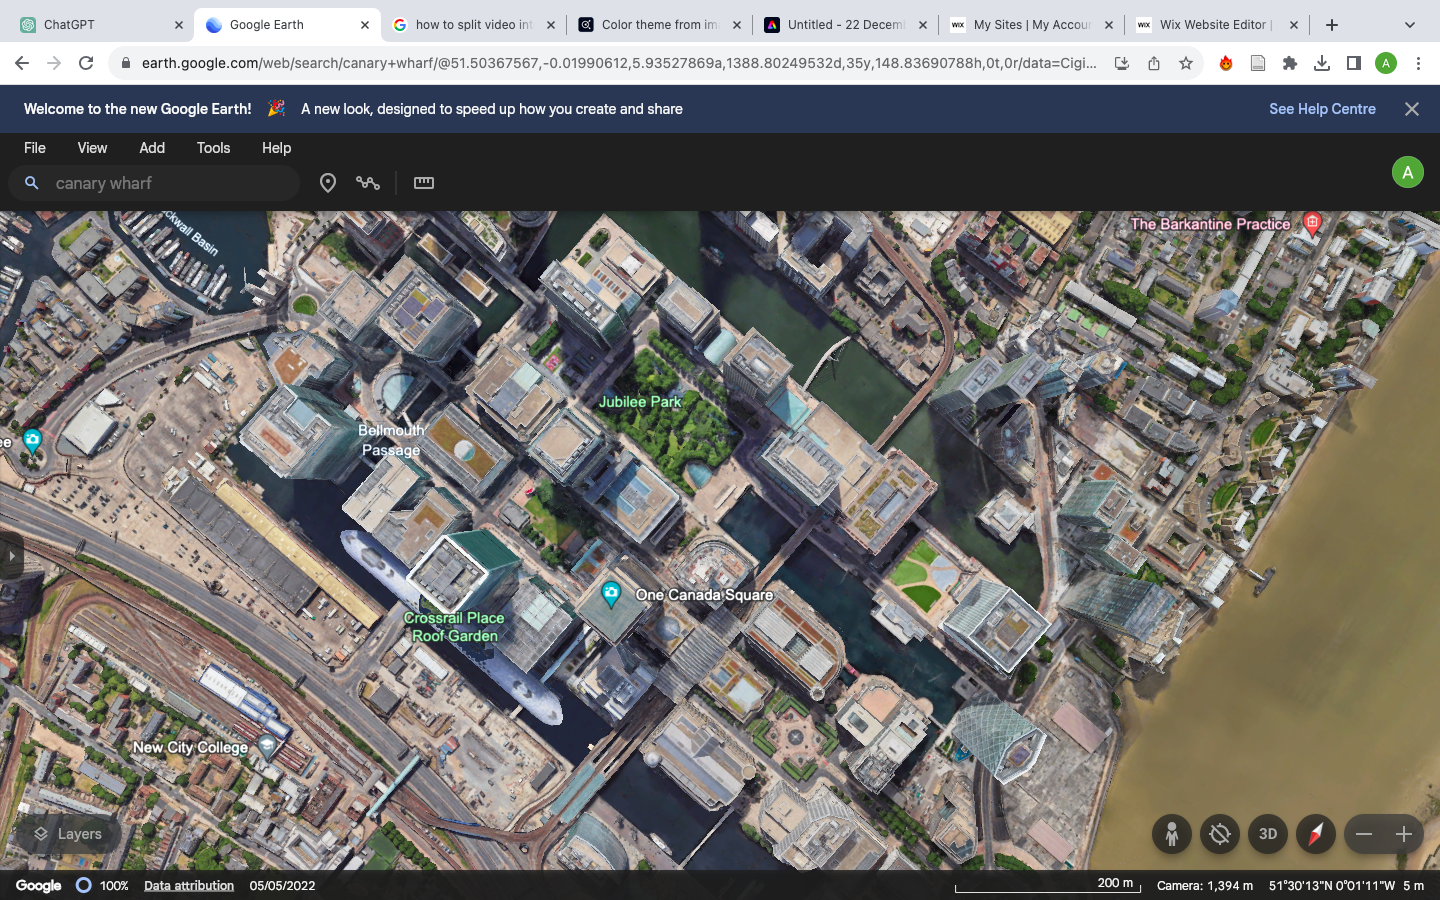 ChatGPT
Google Earth
how to split video in
Color theme from im
Untitled - 22 Decem
WIX My Sites | My Accou
WIX Wix Website Editor |
earth.google.com/web/search/canary+wharf/@51.50367567,-0.01990612,5.93527869a,1388.80249532d,35y,148.83690788h,0t,0r/data=Cigi...
A
Welcome to the new Google Earth! A new look, designed to speed up how you create and share
See Help Centre
File View Add Tools Help
canary wharf
A
ckwall Basin
The Barkantine Practice
Jubilee Park
Bellmouth
Passage
ee
One Canada Square
Crossrail Place
Roof Garden
New City College
Layers
3D
Google 100% Data attribution 05/05/2022
200 m Camera: 1,394 m 51°30'13"N 0°01'11"W 5 m